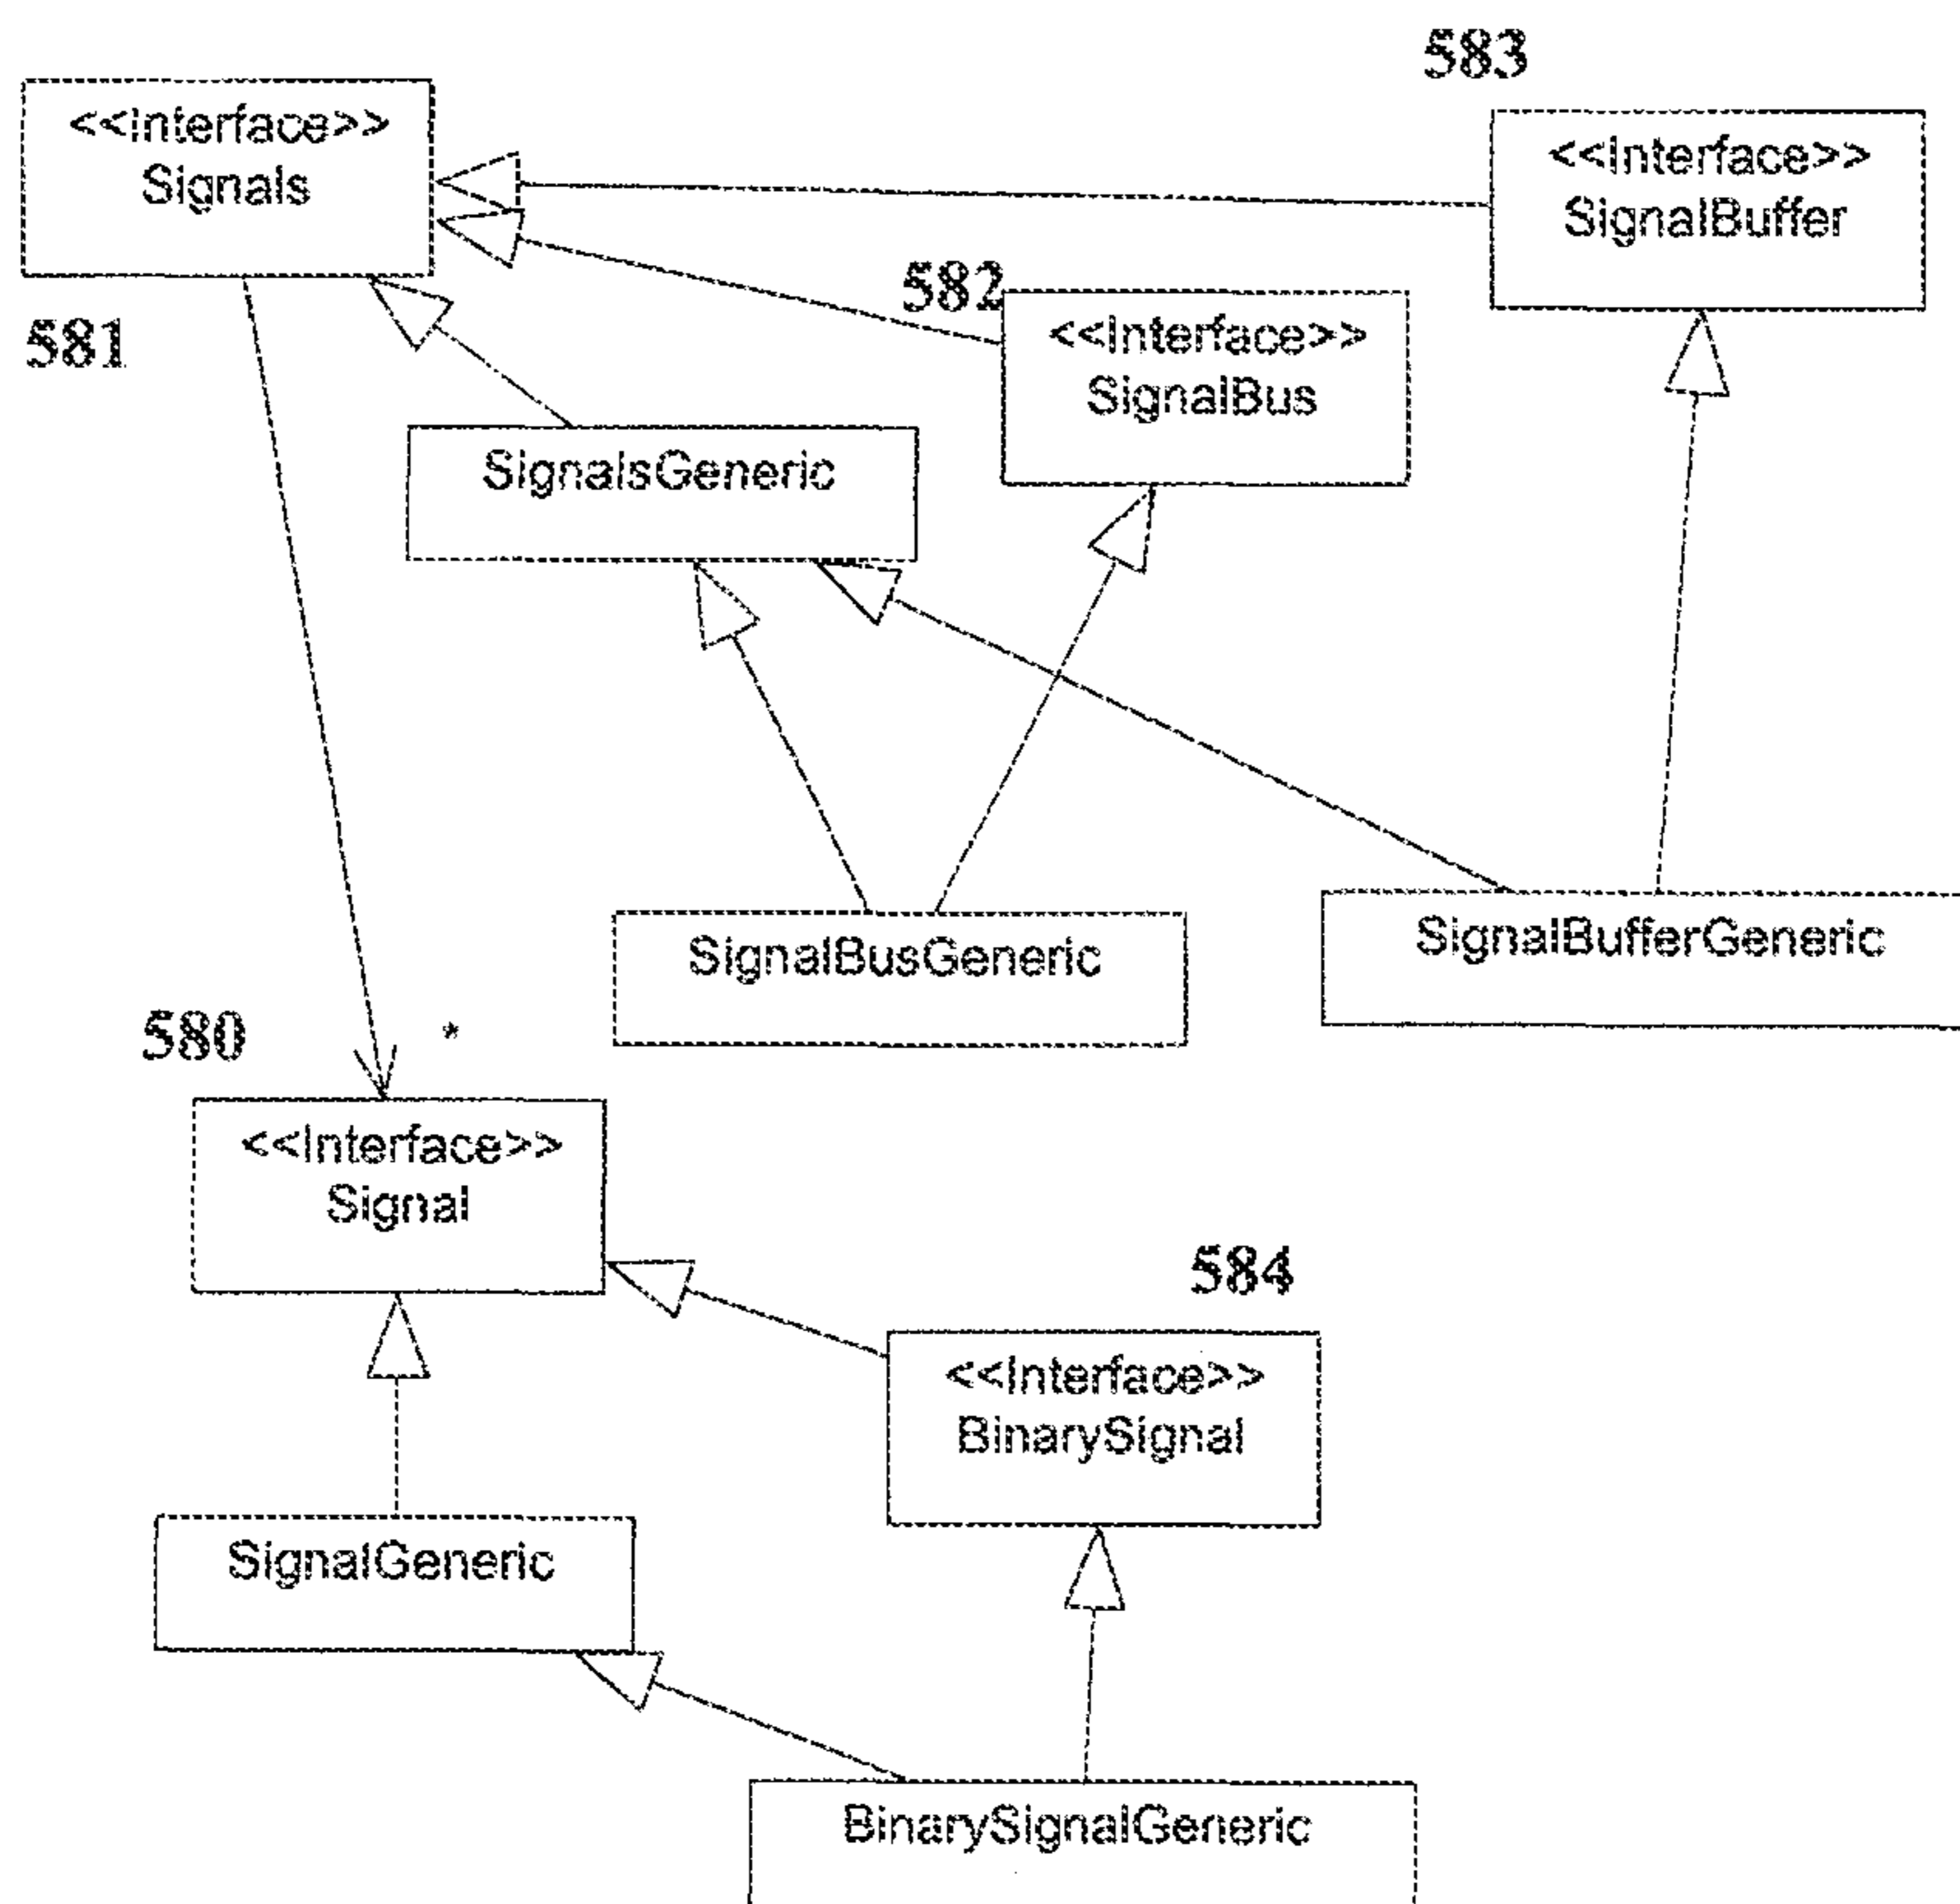 583
<<Interface>>
Signals
<<Interface>>
SignalBuffer
582
<<Interface>>
SignalBus
581
SignalsGeneric
SignalBusGeneric
SignalBufferGeneric
580
*
<<Interface>>
Signal
584
<<Interface>>
BinarySignal
SignalGeneric
BinarySignalGeneric